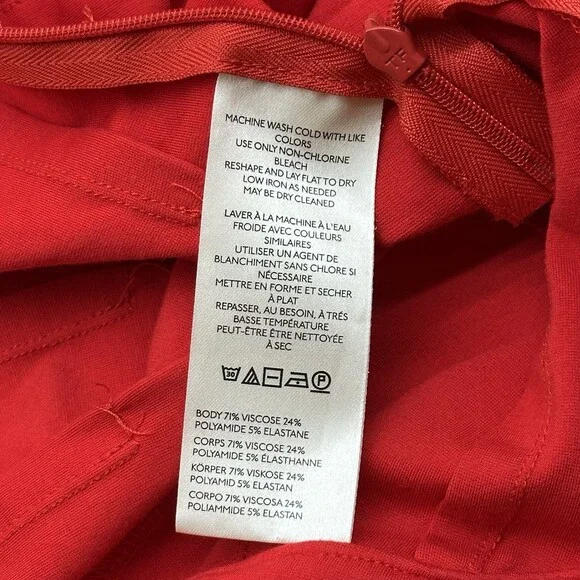 MACHINE WASH COLD WITH LIKE
COLORS
USE ONLY NON-CHLORINE
BLEACH
RESHAPE AND LAY FLAT TO DRY
LOW IRON AS NEEDED
MAY BE DRY CLEANED
LAVER À LA MACHINE À L'EAU
FROIDE AVEC COULEURS
SIMILAIRES
UTILISER UN AGENT DE
BLANCHIMENT SANS CHLORE SI
NÉCESSAIRE
METTRE EN FORME ET SECHER
À PLAT
REPASSER, AU BESOIN, À TRÉS
BASSE TEMPÉRATURE
PEUT-ÊTRE ÊTRE NETTOYÉE
À SEC
30 P
BODY 71% VISCOSE 24%
POLYAMIDE 5% ELASTANE
CORPS 71% VISCOSE 24%
POLYAMIDE 5% ÉLASTHANNE
KÖRPER 71% VISKOSE 24%
POLYAMID 5% ELASTAN
CORPO 71% VISCOSA 24%
POLIAMMIDE 5% ELASTAN